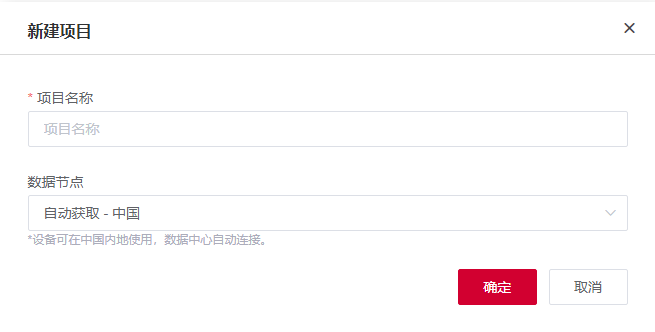 新建项目
* 项目名称
项目名称
数据节点
自动获取 - 中国
*设备可在中国内地使用，数据中心自动连接。
确定
取消